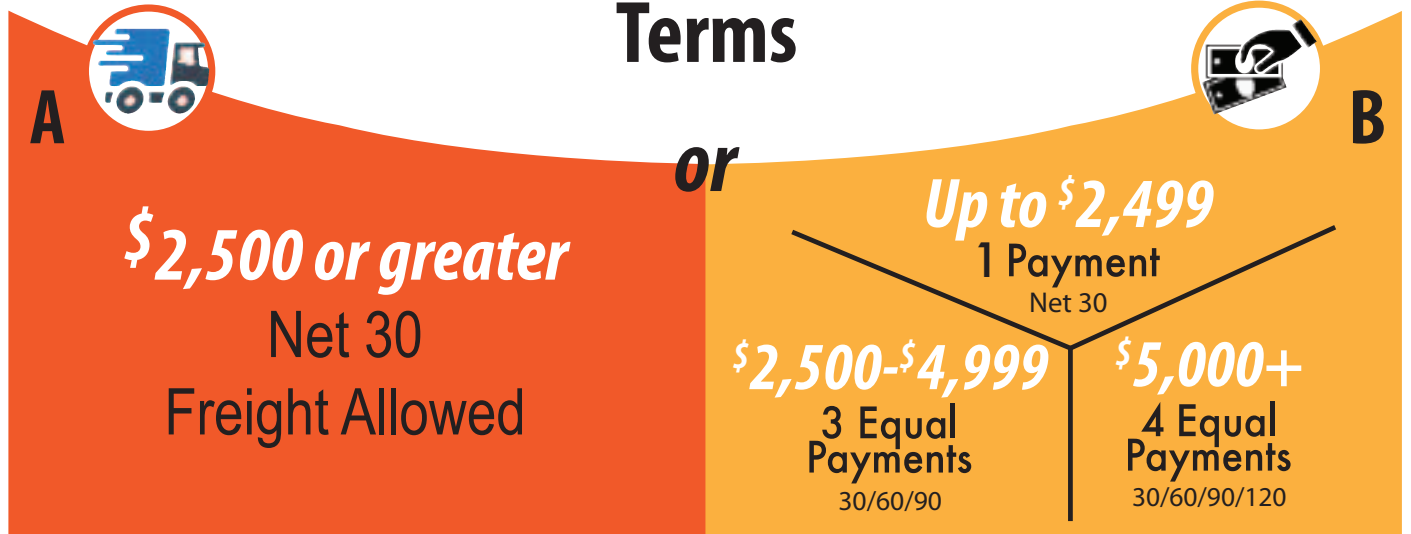 Terms
A
or
B
$2,500 or greater
Net 30
Freight Allowed
Up to $2,499
1 Payment
Net 30
$2,500-$4,999
3 Equal
Payments
30/60/90
$5,000+
4 Equal
Payments
30/60/90/120